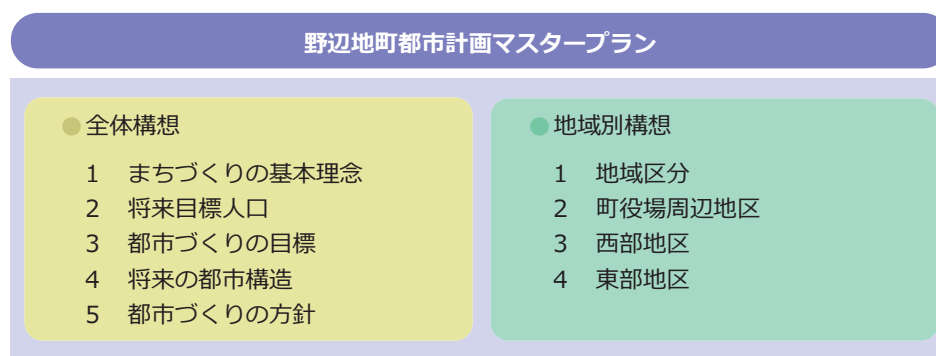 野辺地町都市計画マスタープラン
全体構想
1 まちづくりの基本理念
2 将来目標人口
3 都市づくりの目標
4 将来の都市構造
5 都市づくりの方針
地域別構想
1 地域区分
2 町役場周辺地区
3 西部地区
4 東部地区